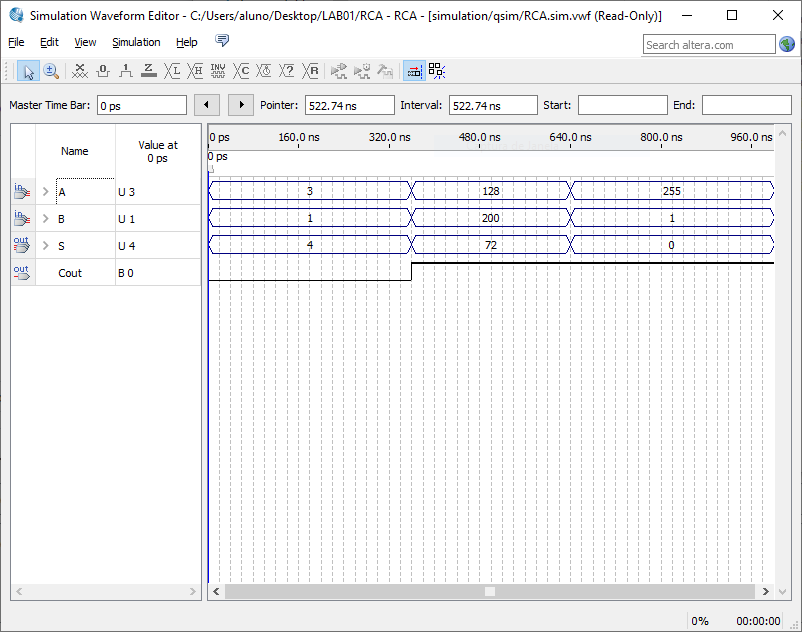 Simulation Waveform Editor - C:/Users/aluno/Desktop/LAB01/RCA - RCA - [simulation/qsim/RCA.sim.vwf (Read-Only)]
File Edit View Simulation Help
Search altera.com
Master Time Bar: 0 ps Pointer: 522.74 ns Interval: 522.74 ns Start: End:
Name Value at 0 ps
0 ps 160.0 ns 320.0 ns 480.0 ns 640.0 ns 800.0 ns 960.0 ns
0 ps
in A U 3 3 128 255
in B U 1 1 200 1
out S U 4 4 72 0
out Cout B 0
0% 00:00:00